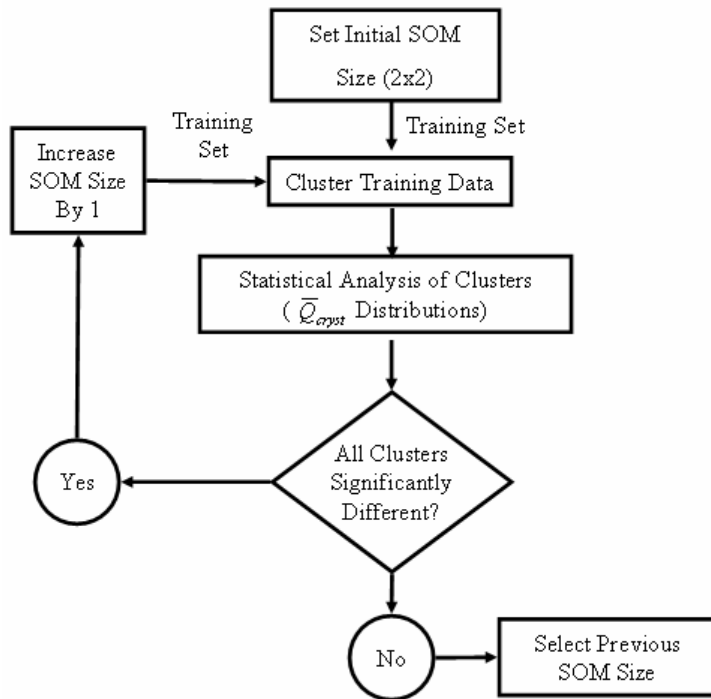 Set Initial SOM
Size (2x2)
Training Set
Training
Set
Increase
SOM Size
By 1
Cluster Training Data
Statistical Analysis of Clusters
( Q̅cryst Distributions)
All Clusters
Significantly
Different?
Yes
No
Select Previous
SOM Size